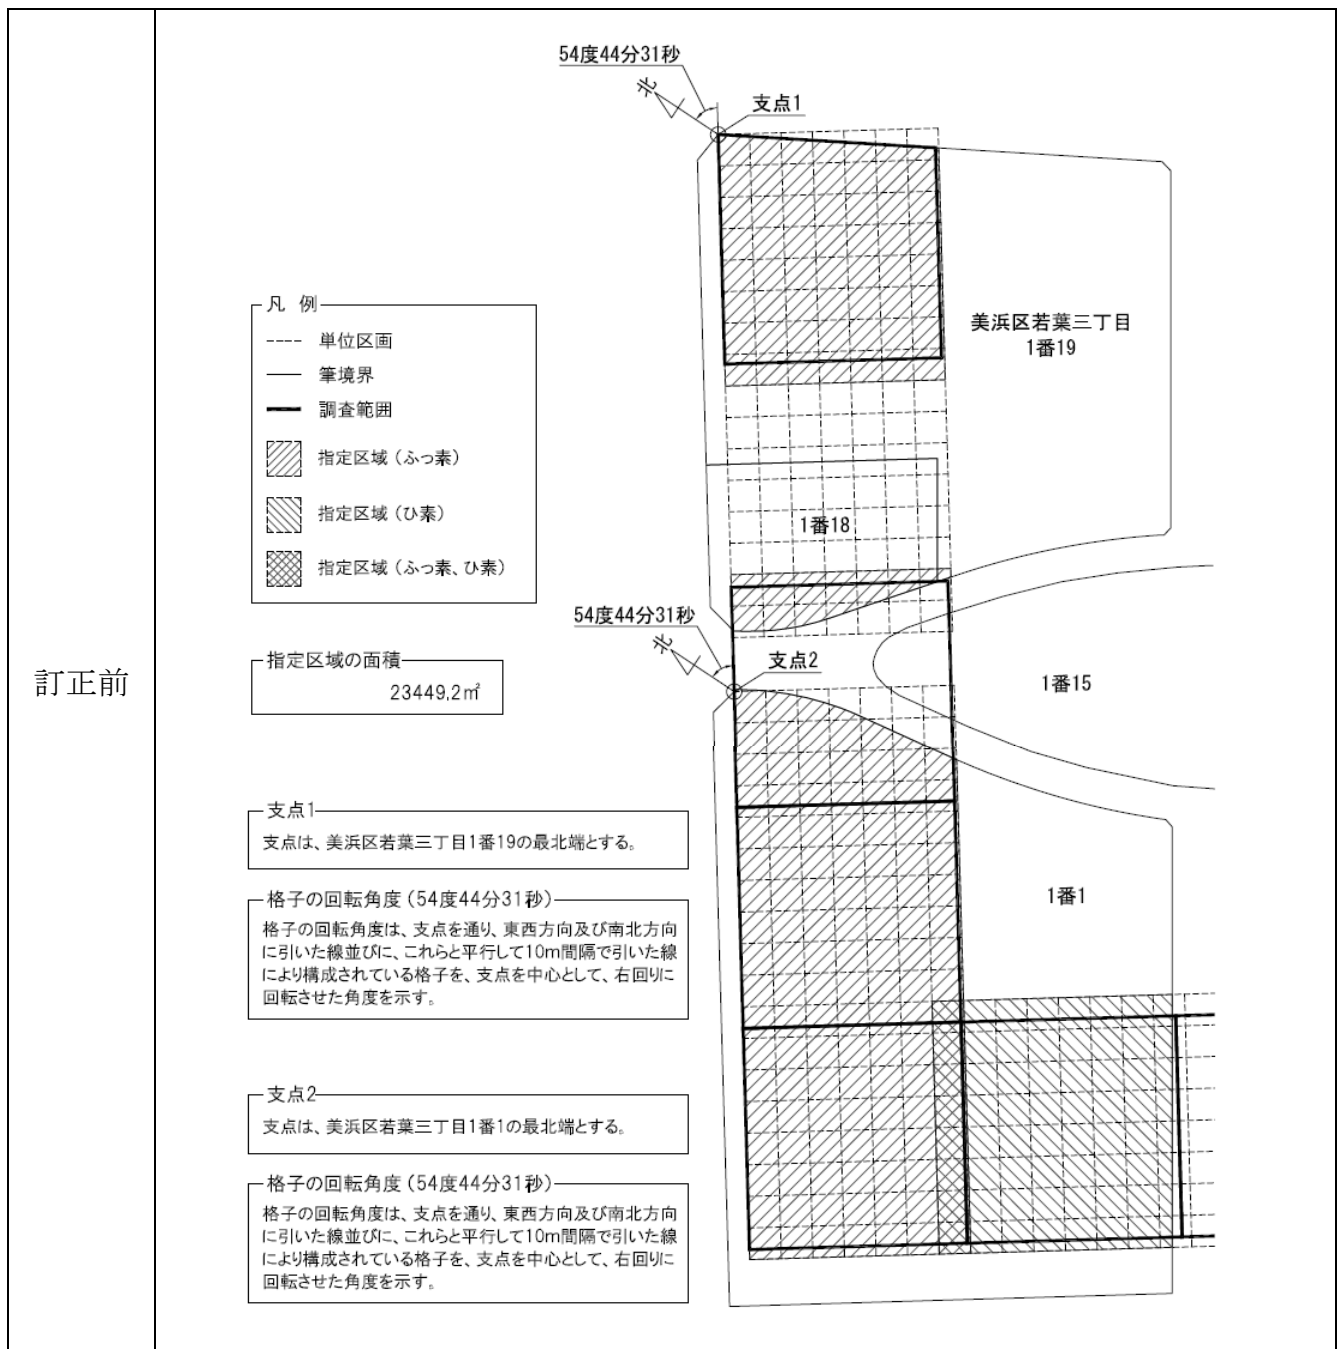 訂正前
54度44分31秒
北
支点1
凡 例
単位区画
筆境界
調査範囲
指定区域（ふっ素）
指定区域（ひ素）
指定区域（ふっ素、ひ素）
美浜区若葉三丁目
1番19
1番18
54度44分31秒
北
支点2
指定区域の面積
23449,2㎡
1番15
支点1
支点は、美浜区若葉三丁目1番19の最北端とする。
格子の回転角度（54度44分31秒）
格子の回転角度は、支点を通り、東西方向及び南北方向
に引いた線並びに、これらと平行して10m間隔で引いた線
により構成されている格子を、支点を中心として、右回りに
回転させた角度を示す。
1番1
支点2
支点は、美浜区若葉三丁目1番1の最北端とする。
格子の回転角度（54度44分31秒）
格子の回転角度は、支点を通り、東西方向及び南北方向
に引いた線並びに、これらと平行して10m間隔で引いた線
により構成されている格子を、支点を中心として、右回りに
回転させた角度を示す。